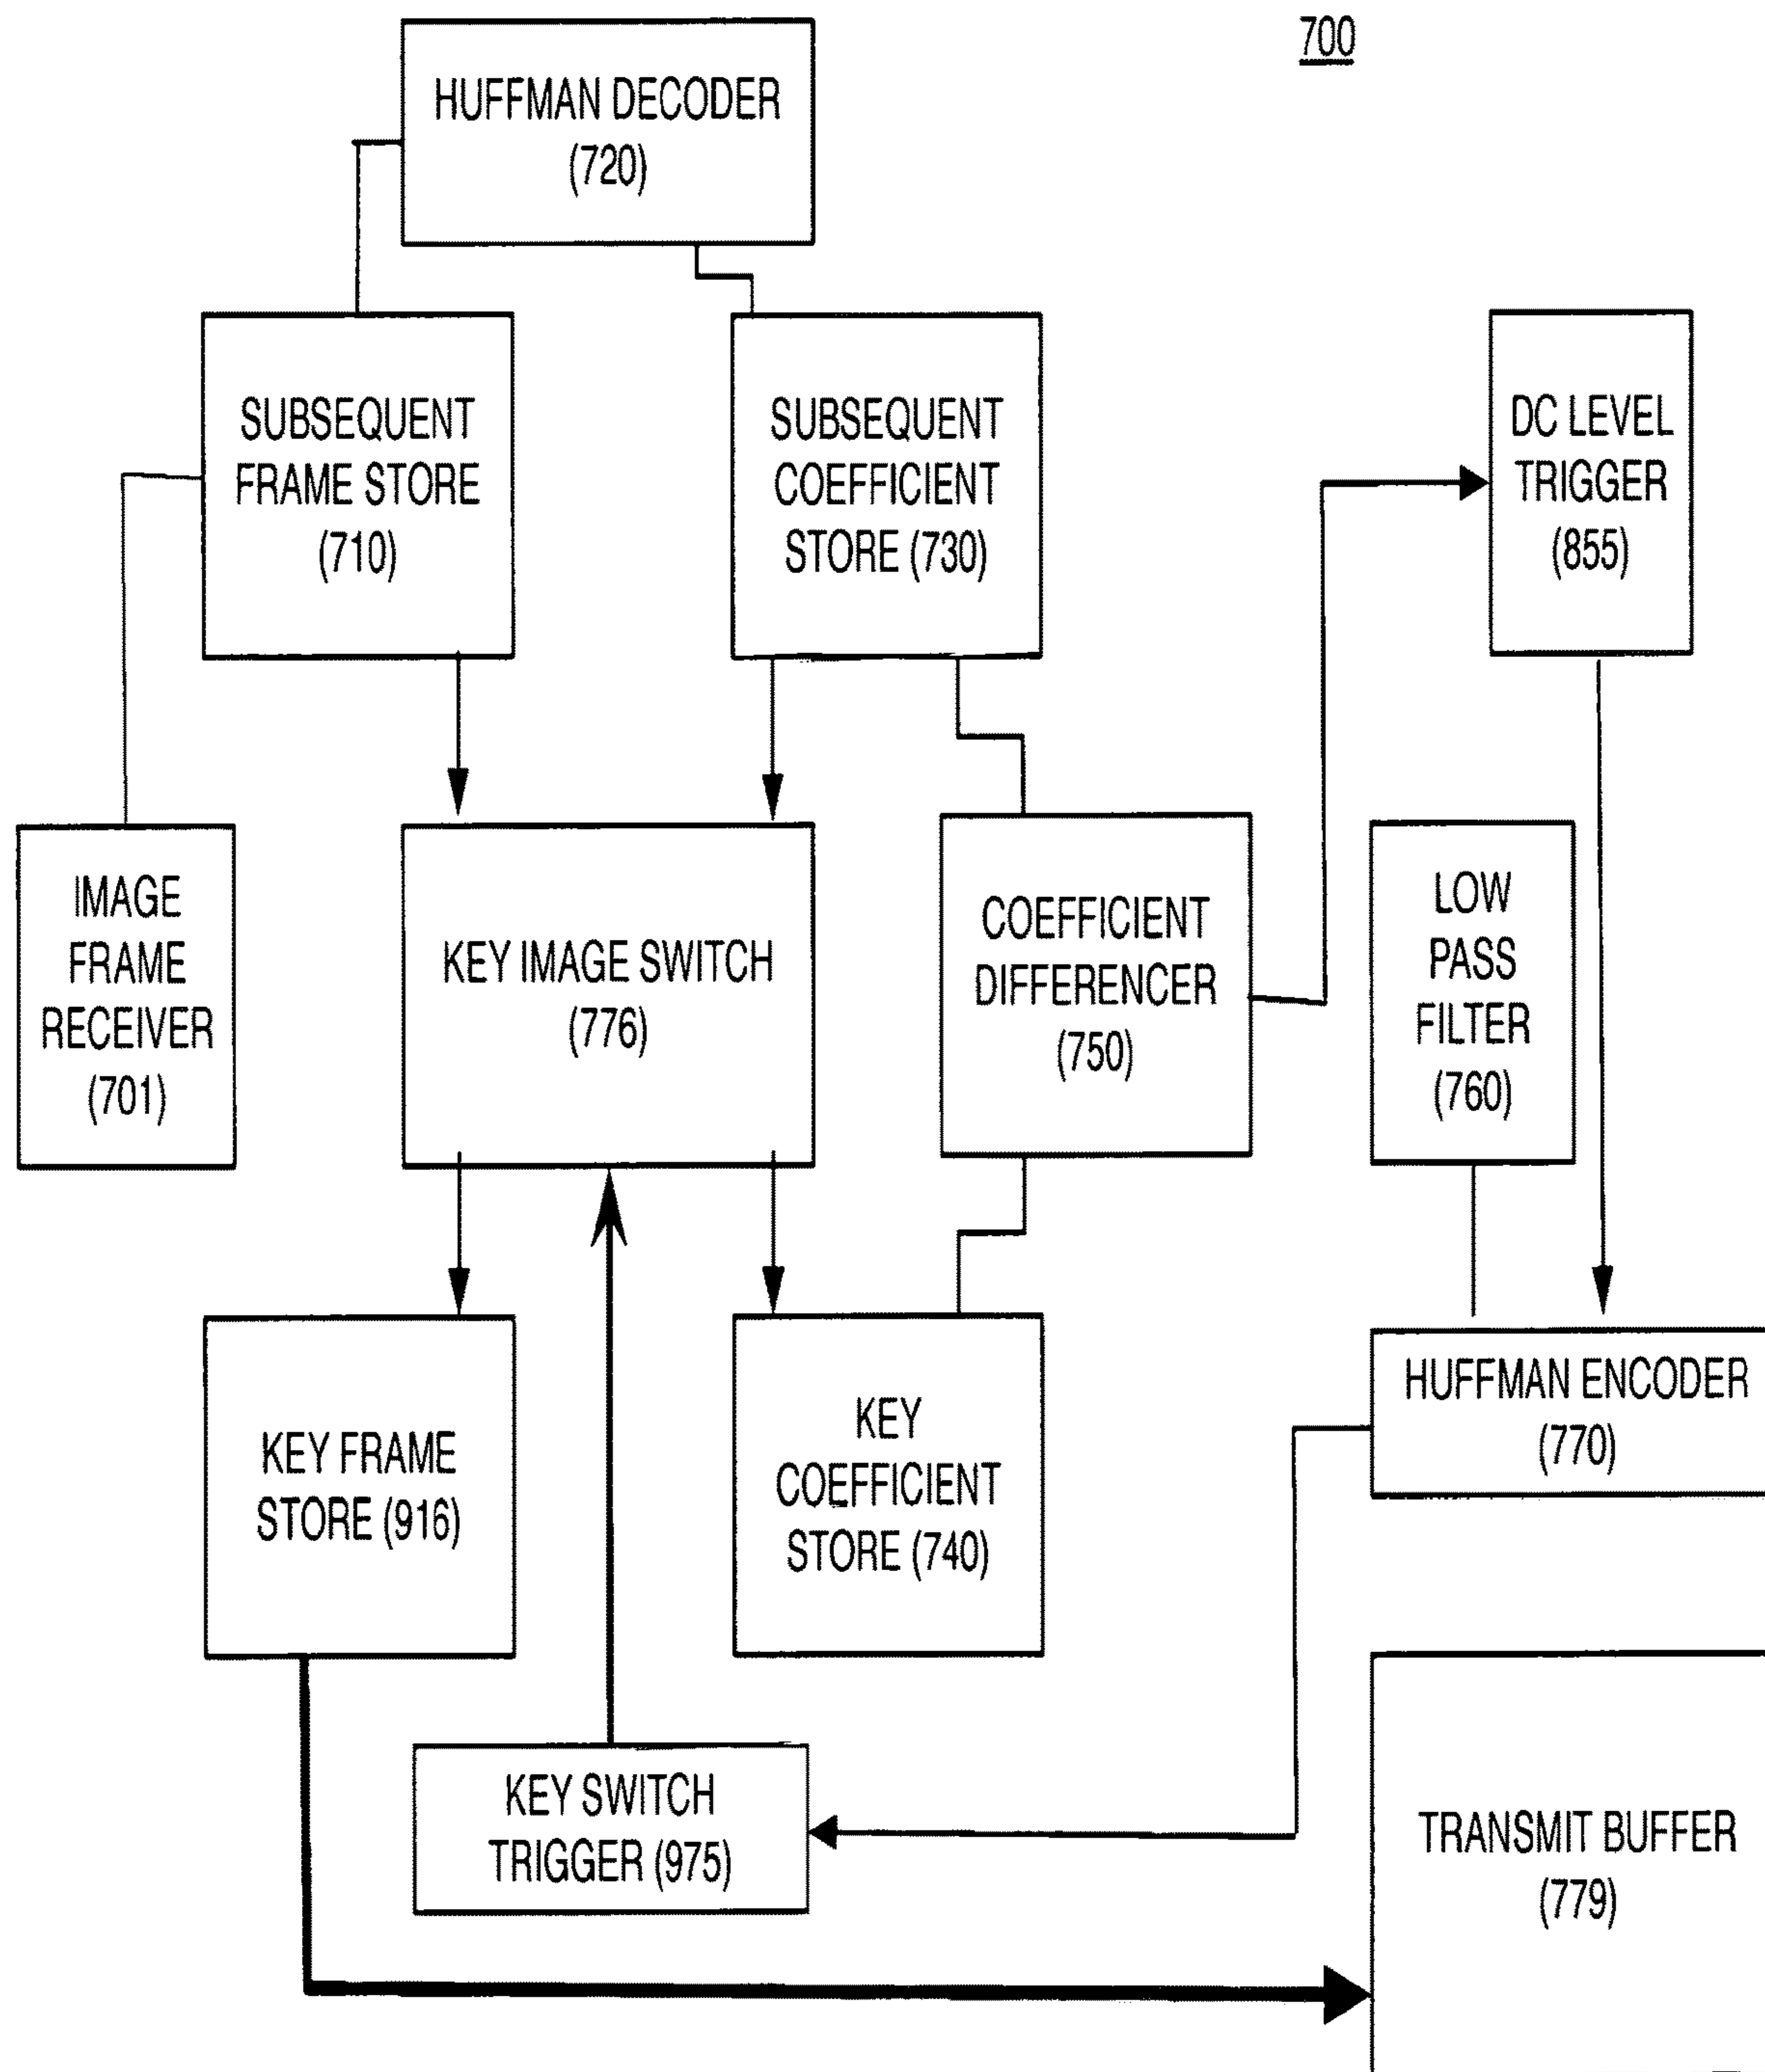 700
HUFFMAN DECODER
(720)
SUBSEQUENT
FRAME STORE
(710)
SUBSEQUENT
COEFFICIENT
STORE (730)
DC LEVEL
TRIGGER
(855)
IMAGE
FRAME
RECEIVER
(701)
KEY IMAGE SWITCH
(776)
COEFFICIENT
DIFFERENCER
(750)
LOW
PASS
FILTER
(760)
KEY FRAME
STORE (916)
KEY
COEFFICIENT
STORE (740)
HUFFMAN ENCODER
(770)
KEY SWITCH
TRIGGER (975)
TRANSMIT BUFFER
(779)